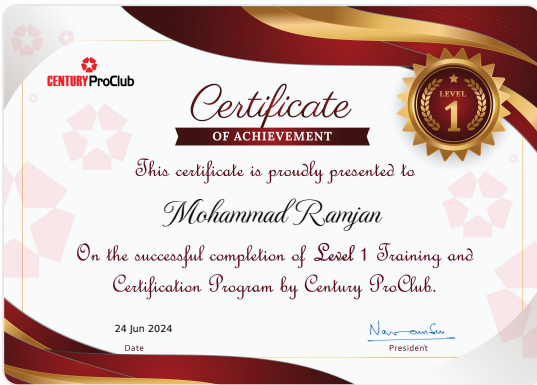 CENTURY ProClub
LEVEL
1
Certificate
OF ACHIEVEMENT
This certificate is proudly presented to
Mohammad Ramjan
On the successful completion of Level 1 Training and
Certification Program by Century ProClub.
24 Jun 2024
Date
President